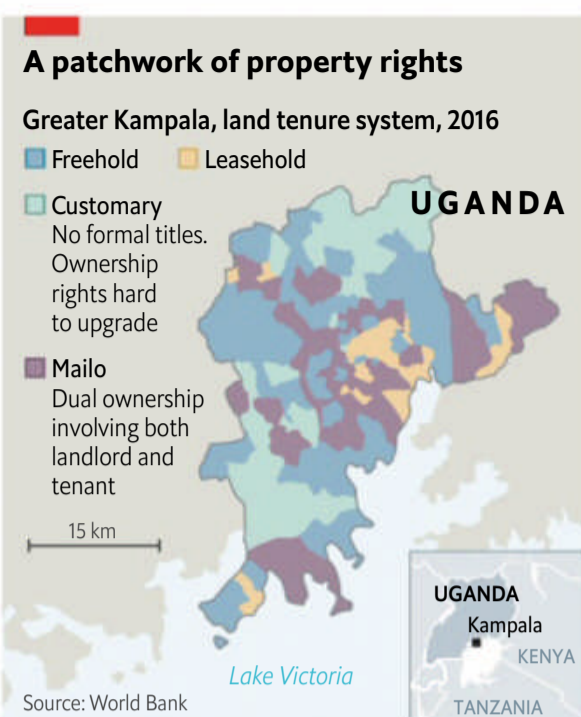 A patchwork of property rights
Greater Kampala, land tenure system, 2016
Freehold
Leasehold
UGANDA
Customary
No formal titles.
Ownership
rights hard
to upgrade
Mailo
Dual ownership
involving both
landlord and
tenant
15 km
UGANDA
Kampala
KENYA
TANZANIA
Lake Victoria
Source: World Bank